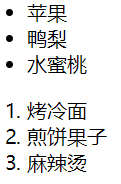 • 苹果
• 鸭梨
• 水蜜桃
1. 烤冷面
2. 煎饼果子
3. 麻辣烫